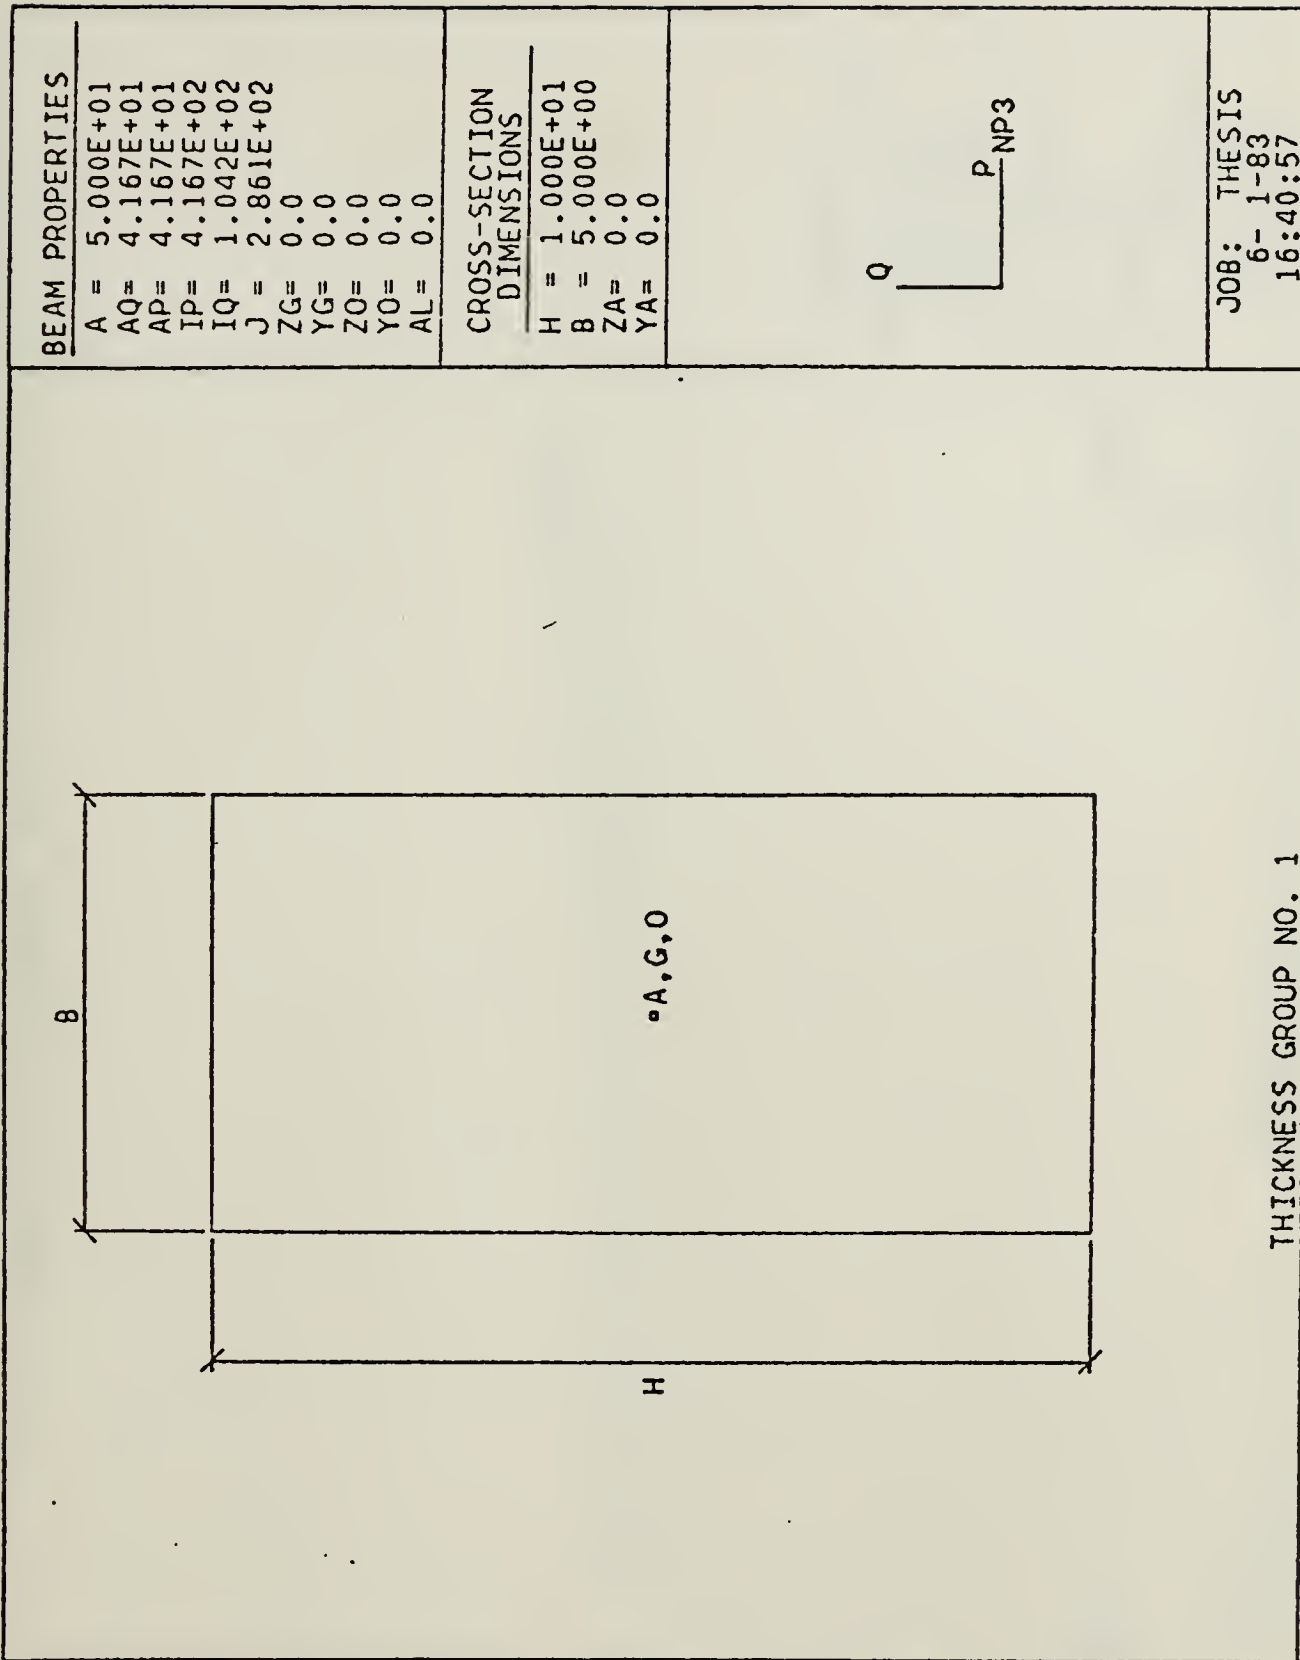 B
H
A,G,O
THICKNESS GROUP NO. 1
BEAM PROPERTIES
A = 5.000E+01
AQ= 4.167E+01
AP= 4.167E+01
IP= 4.167E+02
IQ= 1.042E+02
J = 2.861E+02
ZG= 0.0
YG= 0.0
ZO= 0.0
YO= 0.0
AL= 0.0
CROSS-SECTION
DIMENSIONS
H = 1.000E+01
B = 5.000E+00
ZA= 0.0
YA= 0.0
Q
P
NP3
JOB: THESIS
6- 1-83
16:40:57